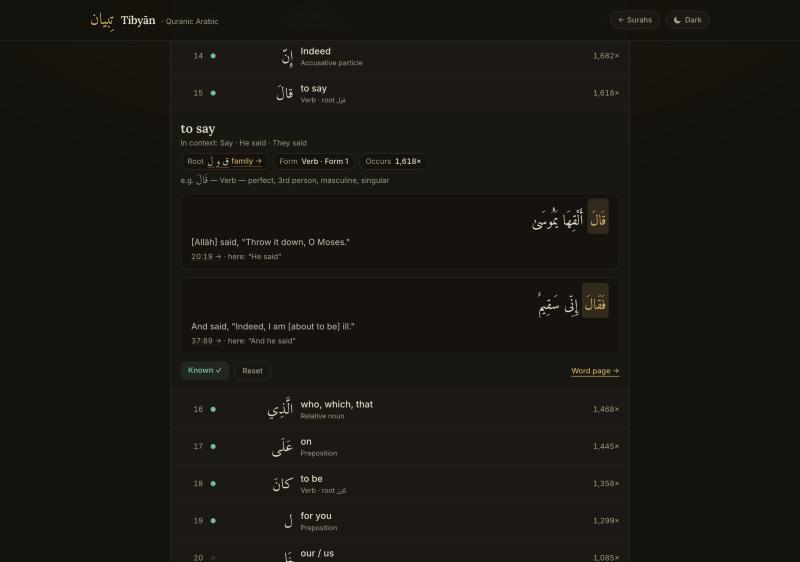 تِبيان Tibyān · Quranic Arabic
← Surahs
Dark
14 إِنّ Indeed 1,682×
Accusative particle
15 قالَ to say 1,618×
Verb · root قول
to say
In context: Say · He said · They said
Root ق و ل family → Form Verb · Form 1 Occurs 1,618×
e.g. قَالَ — Verb — perfect, 3rd person, masculine, singular
قَالَ أَلْقِهَا يَٰمُوسَىٰ
[Allāh] said, "Throw it down, O Moses."
20:19 → · here: "He said"
فَقَالَ إِنِّى سَقِيمٌ
And said, "Indeed, I am [about to be] ill."
37:89 → · here: "And he said"
Known ✓ Reset Word page →
16 الَّذِي who, which, that 1,468×
Relative noun
17 عَلَى on 1,445×
Preposition
18 كانَ to be 1,358×
Verb · root كون
19 ل for you 1,299×
Preposition
20 نَا our / us 1,085×